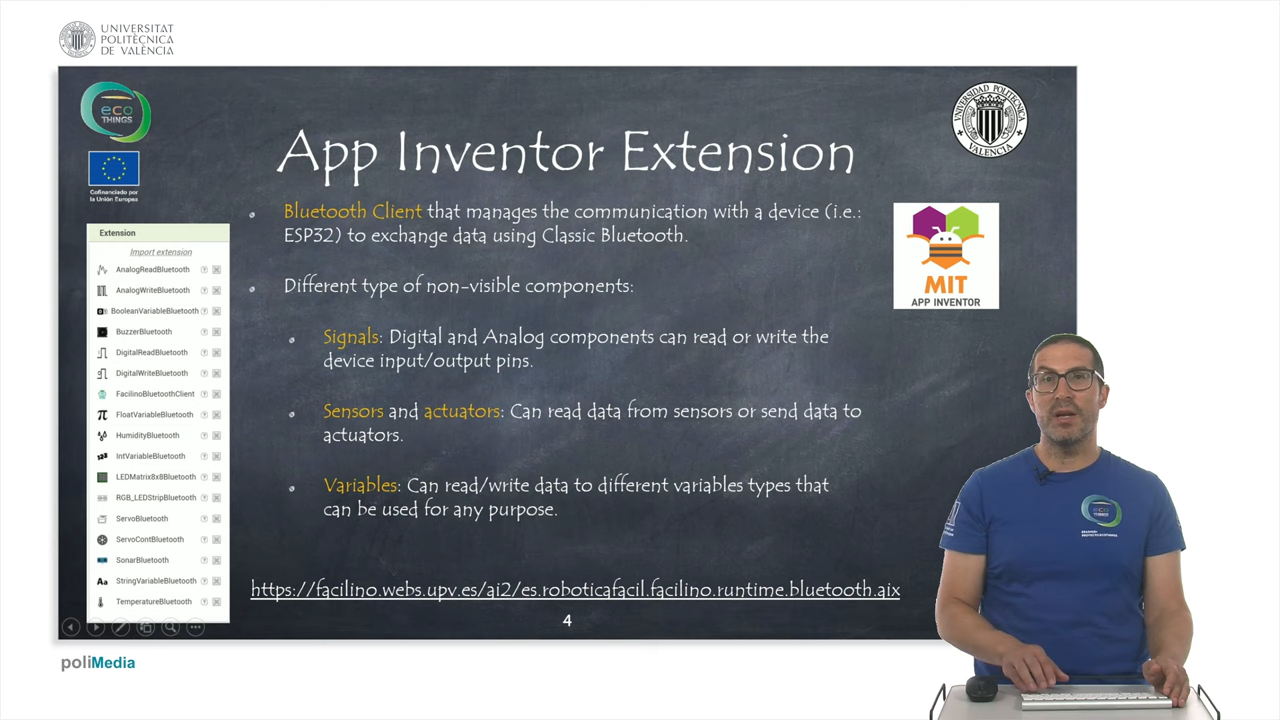 UNIVERSITAT
POLITÈCNICA
DE VALÈNCIA
eco
THINGS
Cofinanciado por
la Unión Europea
UNIVERSIDAD POLITECNICA
VALENCIA
App Inventor Extension
Bluetooth Client that manages the communication with a device (i.e.:
ESP32) to exchange data using Classic Bluetooth.
Different type of non-visible components:
Signals: Digital and Analog components can read or write the
device input/output pins.
Sensors and actuators: Can read data from sensors or send data to
actuators.
Variables: Can read/write data to different variables types that
can be used for any purpose.
https://facilino.webs.upv.es/ai2/es.roboticafacil.facilino.runtime.bluetooth.aix
4
MIT
APP INVENTOR
Extension
Import extension
AnalogReadBluetooth
AnalogWriteBluetooth
BooleanVariableBluetooth
BuzzerBluetooth
DigitalReadBluetooth
DigitalWriteBluetooth
FacilinoBluetoothClient
FloatVariableBluetooth
HumidityBluetooth
IntVariableBluetooth
LEDMatrix8x8Bluetooth
RGB_LEDStripBluetooth
ServoBluetooth
ServoContBluetooth
SonarBluetooth
Aa StringVariableBluetooth
TemperatureBluetooth
eco
THINGS
poliMedia